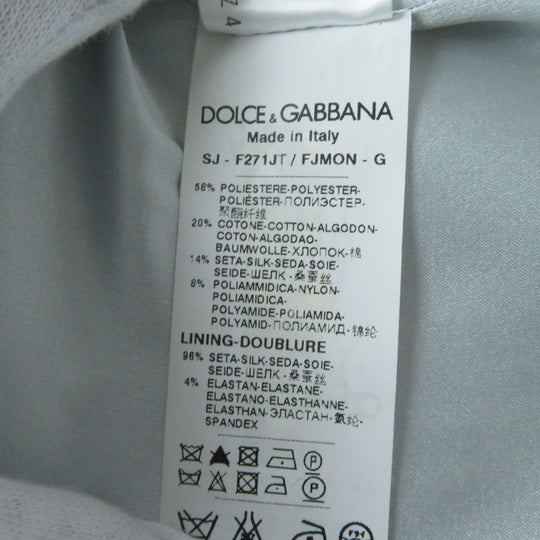 DOLCE & GABBANA
Made in Italy
SJ - F271JT / FJMON - G
58% POLIESTERE-POLYESTER-
POLIÉSTER-ПОЛИЭСТЕР-
聚酯纤维
20% COTONE-COTTON-ALGODON-
COTON-ALGODAO-
BAUMWOLLE-ХЛОПОК-棉
14% SETA-SILK-SEDA-SOIE-
SEIDE-ШЕЛК-桑蚕丝
8% POLIAMMIDICA-NYLON-
POLIAMIDICA-
POLYAMIDE-POLIAMIDA-
POLYAMID-ПОЛИАМИД-锦纶
LINING-DOUBLURE
96% SETA-SILK-SEDA-SOIE-
SEIDE-ШЕЛК-桑蚕丝
4% ELASTAN-ELASTANE-
ELASTANO-ELASTHANNE-
ELASTHAN-ЭЛАСТАН-氨纶-
SPANDEX
P
P
ドライ